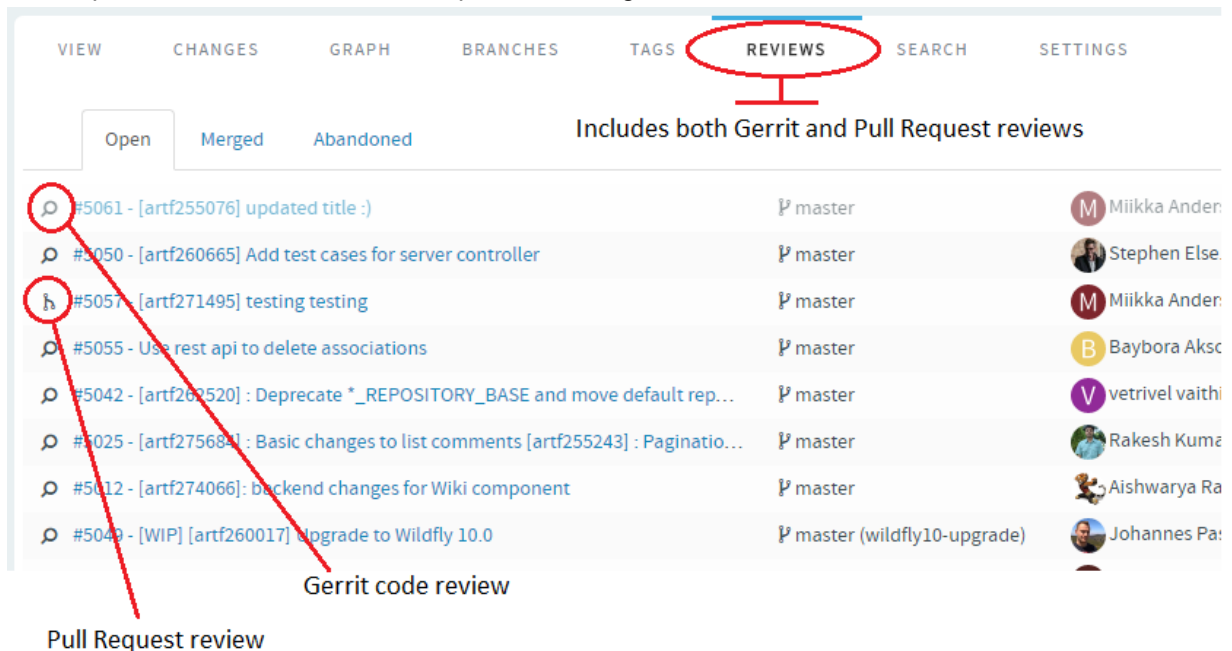 VIEW CHANGES GRAPH BRANCHES TAGS REVIEWS SEARCH SETTINGS
Includes both Gerrit and Pull Request reviews
Open Merged Abandoned
#5061 - [artf255076] updated title :) master M Miikka Anders
#5050 - [artf260665] Add test cases for server controller master Stephen Else
#5057 - [artf271495] testing testing master M Miikka Anders
#5055 - Use rest api to delete associations master B Baybora Akso
#5042 - [artf262520] : Deprecate *_REPOSITORY_BASE and move default rep... master V vetrivel vaithi
#5025 - [artf275684] : Basic changes to list comments [artf255243] : Paginatio... master Rakesh Kuma
#5012 - [artf274066]: backend changes for Wiki component master Aishwarya Ra
#5049 - [WIP] [artf260017] Upgrade to Wildfly 10.0 master (wildfly10-upgrade) Johannes Pas
Gerrit code review
Pull Request review